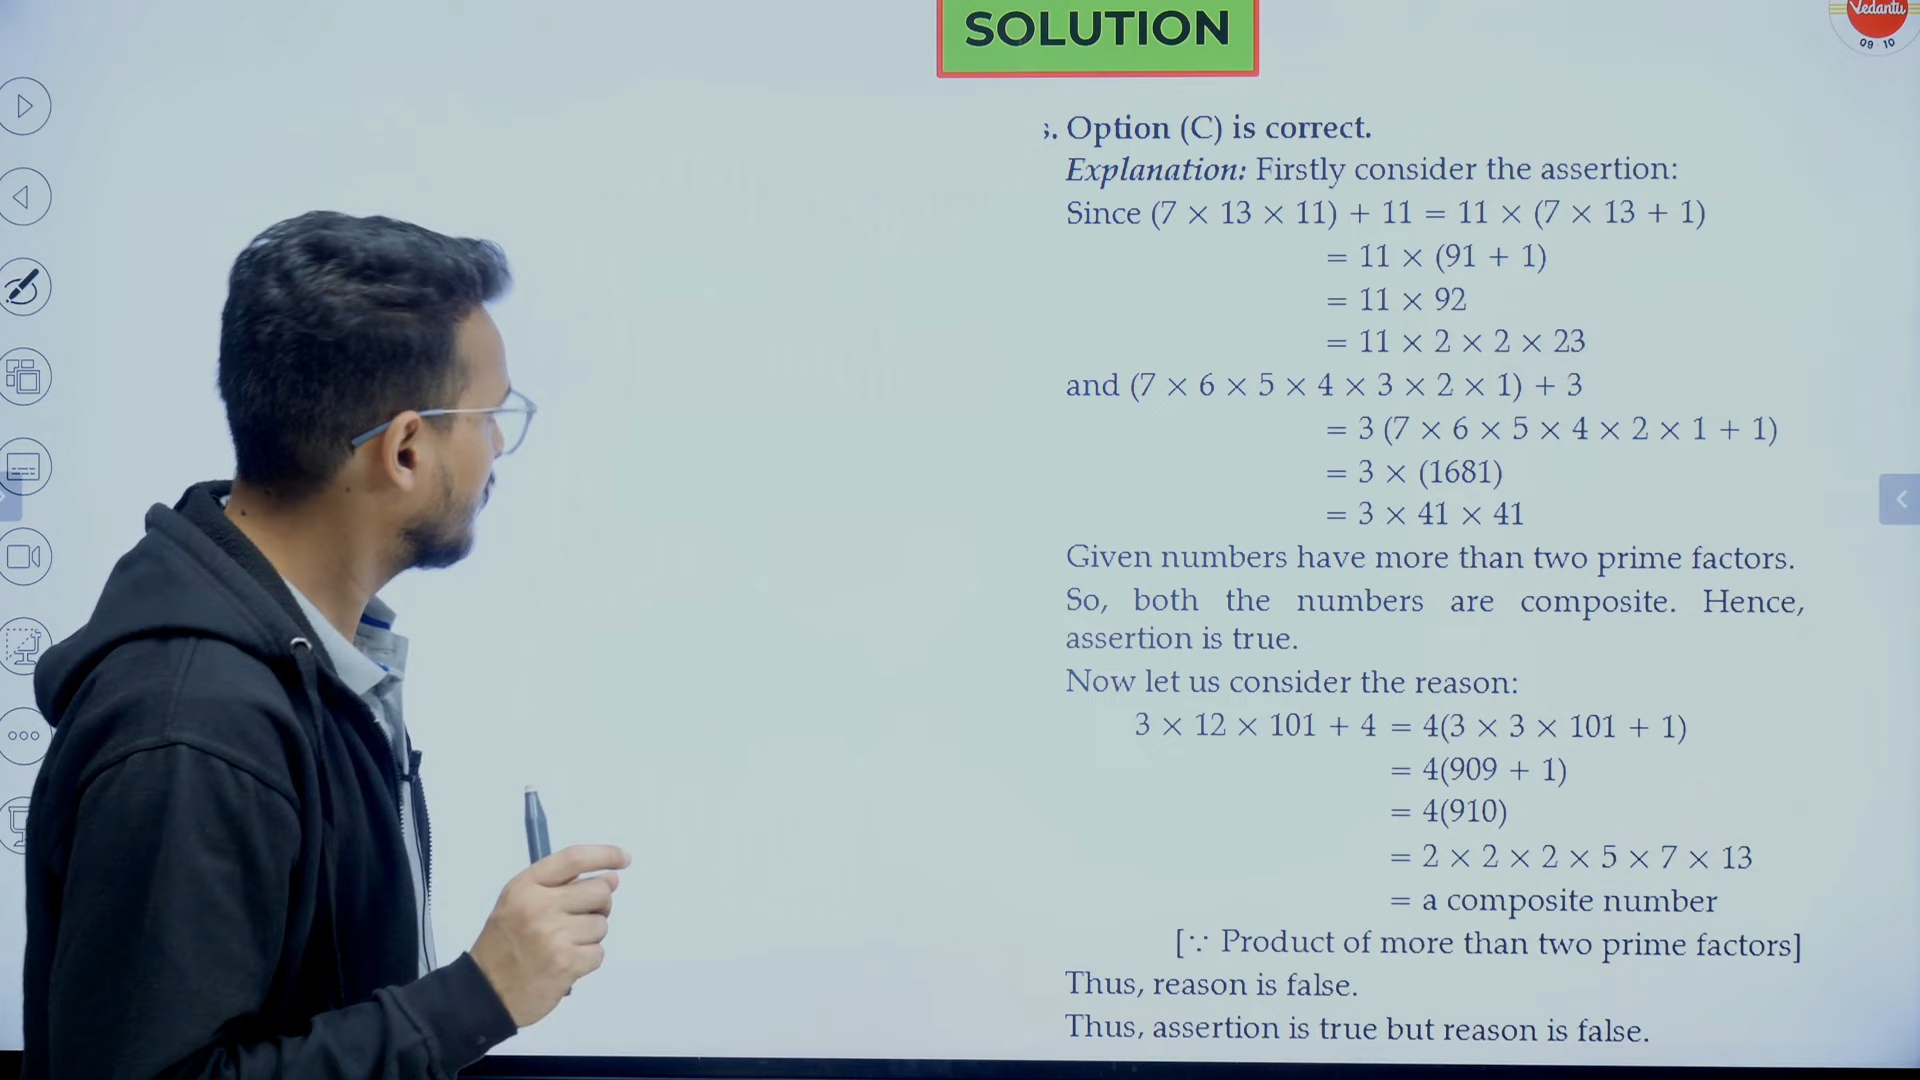 SOLUTION
Vedantu
09 - 10
. Option (C) is correct.
Explanation: Firstly consider the assertion:
Since (7 × 13 × 11) + 11 = 11 × (7 × 13 + 1)
= 11 × (91 + 1)
= 11 × 92
= 11 × 2 × 2 × 23
and (7 × 6 × 5 × 4 × 3 × 2 × 1) + 3
= 3 (7 × 6 × 5 × 4 × 2 × 1 + 1)
= 3 × (1681)
= 3 × 41 × 41
Given numbers have more than two prime factors.
So, both the numbers are composite. Hence,
assertion is true.
Now let us consider the reason:
3 × 12 × 101 + 4 = 4(3 × 3 × 101 + 1)
= 4(909 + 1)
= 4(910)
= 2 × 2 × 2 × 5 × 7 × 13
= a composite number
[∵ Product of more than two prime factors]
Thus, reason is false.
Thus, assertion is true but reason is false.